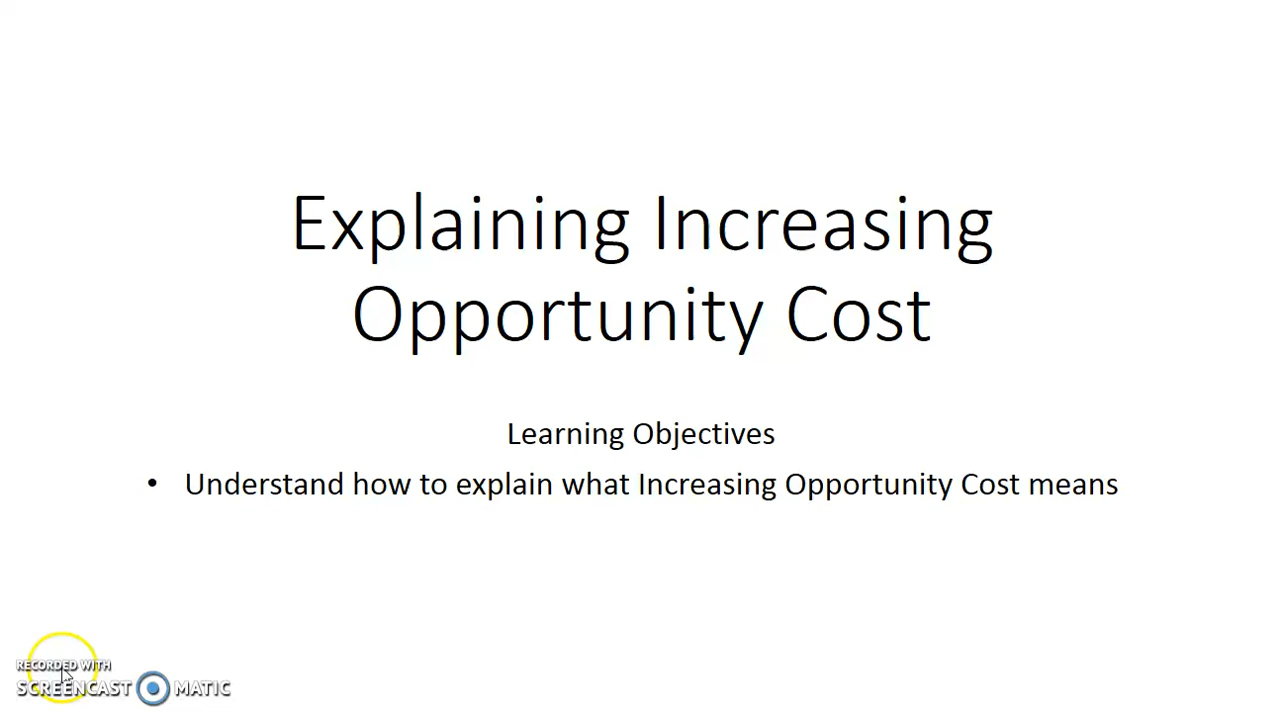 Explaining Increasing
Opportunity Cost
Learning Objectives
• Understand how to explain what Increasing Opportunity Cost means
RECORDED WITH
SCREENCAST MATIC